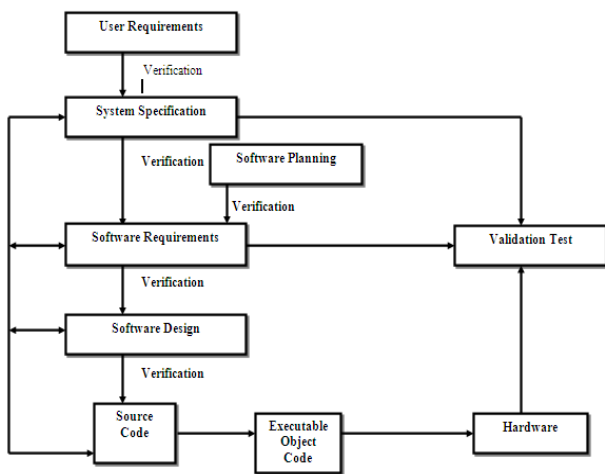 User Requirements
Verification
System Specification
Verification
Software Planning
Verification
Software Requirements
Validation Test
Verification
Software Design
Verification
Source
Code
Executable
Object
Code
Hardware